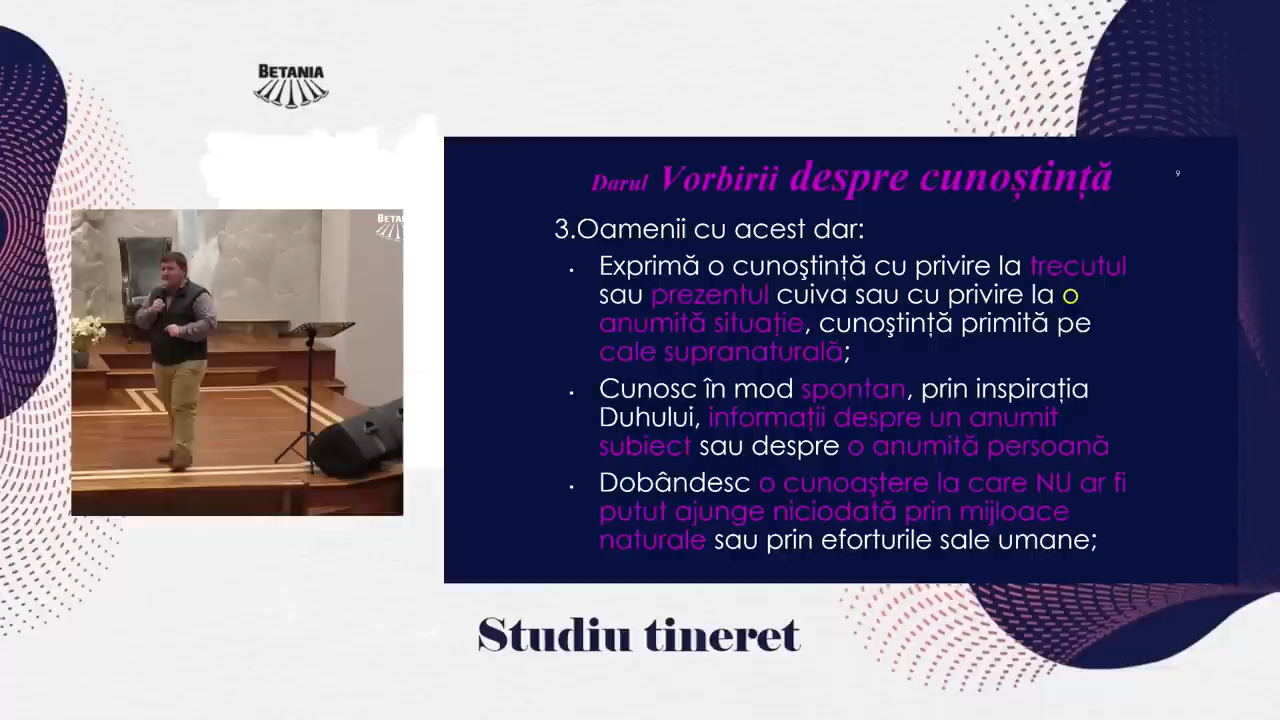 BETANIA
Darul Vorbirii despre cunoștință
9
3.Oamenii cu acest dar:
• Exprimă o cunoştinţă cu privire la trecutul
sau prezentul cuiva sau cu privire la o
anumită situaţie, cunoştinţă primită pe
cale supranaturală;
• Cunosc în mod spontan, prin inspiraţia
Duhului, informaţii despre un anumit
subiect sau despre o anumită persoană
• Dobândesc o cunoaştere la care NU ar fi
putut ajunge niciodată prin mijloace
naturale sau prin eforturile sale umane;
Studiu tineret